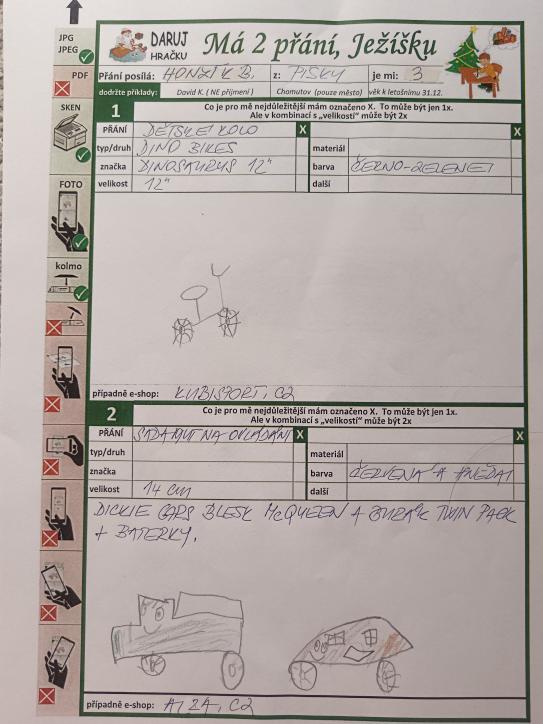 JPG
JPEG
DARUJ
HRAČKU
Má 2 přání, Ježíšku
PDF
Přání posílá: HONZÍK B. z: PÍSKY je mi: 3
dodržte příklady: David K. ( NE příjmení ) Chomutov (pouze město) věk k letošnímu 31.12.
SKEN
1
Co je pro mě nejdůležitější mám označeno X. To může být jen 1x.
Ale v kombinaci s „velikostí“ může být 2x
PŘÁNÍ DĚTSKÉ KOLO X X
typ/druh DINO BIKES materiál
značka DINOSAURUS 12" barva ČERNO-ZELENÉ
velikost 12" další
FOTO
kolmo
případně e-shop: KUBISPORT, CZ
2
Co je pro mě nejdůležitější mám označeno X. To může být jen 1x.
Ale v kombinaci s „velikostí“ může být 2x
PŘÁNÍ SADA AUT NA OVLÁDÁNÍ X X
typ/druh materiál
značka barva ČERVENÁ A HNĚDÁ
velikost 14 cm další
DICKIE CARS BLESK McQUEEN A BURÁK TWIN PACK
+ BATERKY.
případně e-shop: ALZA, CZ